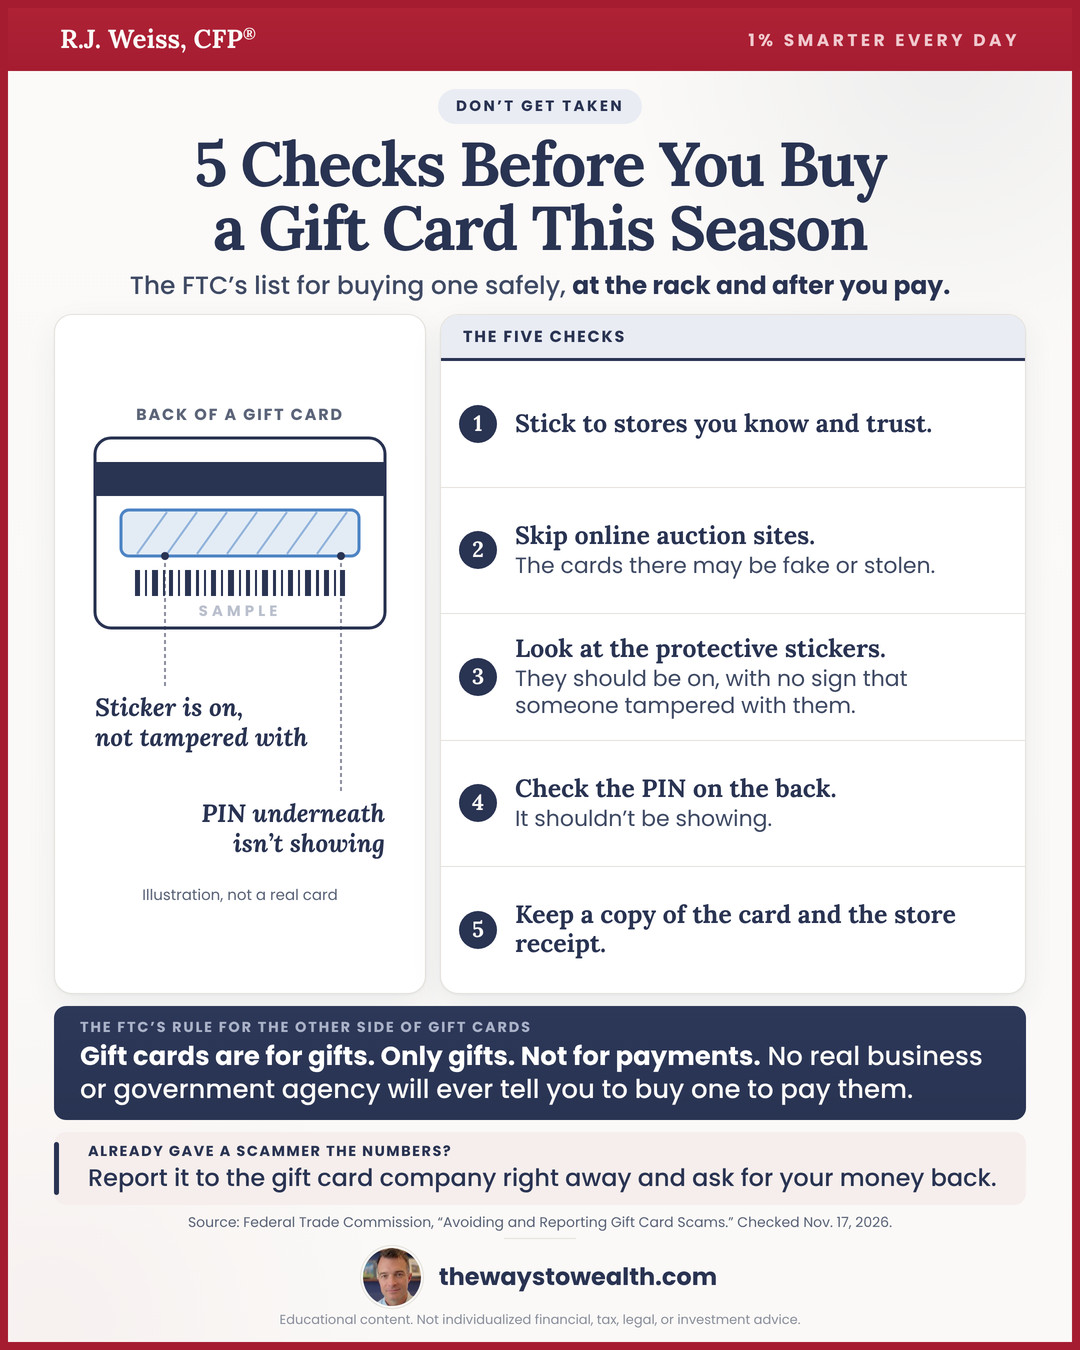 R.J. Weiss, CFP®
1% SMARTER EVERY DAY
DON'T GET TAKEN
5 Checks Before You Buy
a Gift Card This Season
The FTC's list for buying one safely, at the rack and after you pay.
BACK OF A GIFT CARD
SAMPLE
Sticker is on,
not tampered with
PIN underneath
isn't showing
Illustration, not a real card
THE FIVE CHECKS
1 Stick to stores you know and trust.
2 Skip online auction sites.
The cards there may be fake or stolen.
3 Look at the protective stickers.
They should be on, with no sign that
someone tampered with them.
4 Check the PIN on the back.
It shouldn't be showing.
5 Keep a copy of the card and the store
receipt.
THE FTC'S RULE FOR THE OTHER SIDE OF GIFT CARDS
Gift cards are for gifts. Only gifts. Not for payments. No real business
or government agency will ever tell you to buy one to pay them.
ALREADY GAVE A SCAMMER THE NUMBERS?
Report it to the gift card company right away and ask for your money back.
Source: Federal Trade Commission, “Avoiding and Reporting Gift Card Scams.” Checked Nov. 17, 2026.
thewaystowealth.com
Educational content. Not individualized financial, tax, legal, or investment advice.